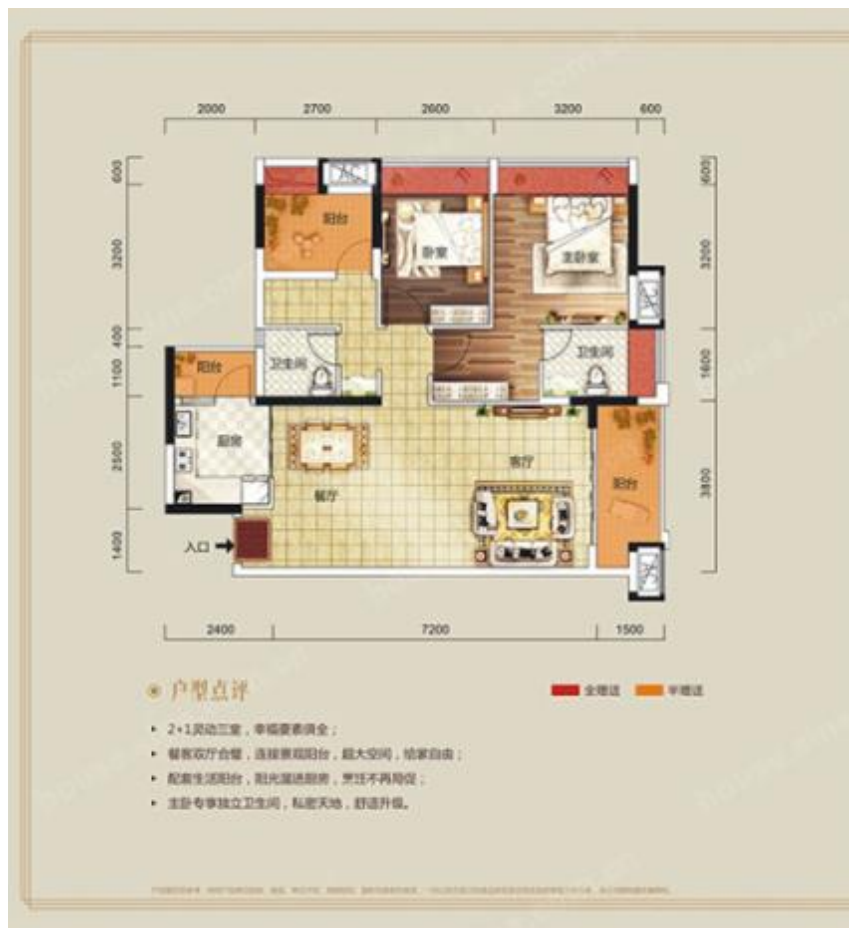 2000 2700 2600 3200 600
600 3200 400 1100 2500 1400
600 3200 1600 3800
AC
阳台
卧室
主卧室
AC
阳台
卫生间
卫生间
厨房
客厅
餐厅
阳台
入口
AC
2400 7200 1500
户型点评
全赠送 半赠送
2+1灵动三室，幸福要素俱全；
餐客双厅合璧，连接景观阳台，超大空间，给家自由；
配套生活阳台，阳光溢进厨房，烹饪不再局促；
主卧专享独立卫生间，私密天地，舒适升级。